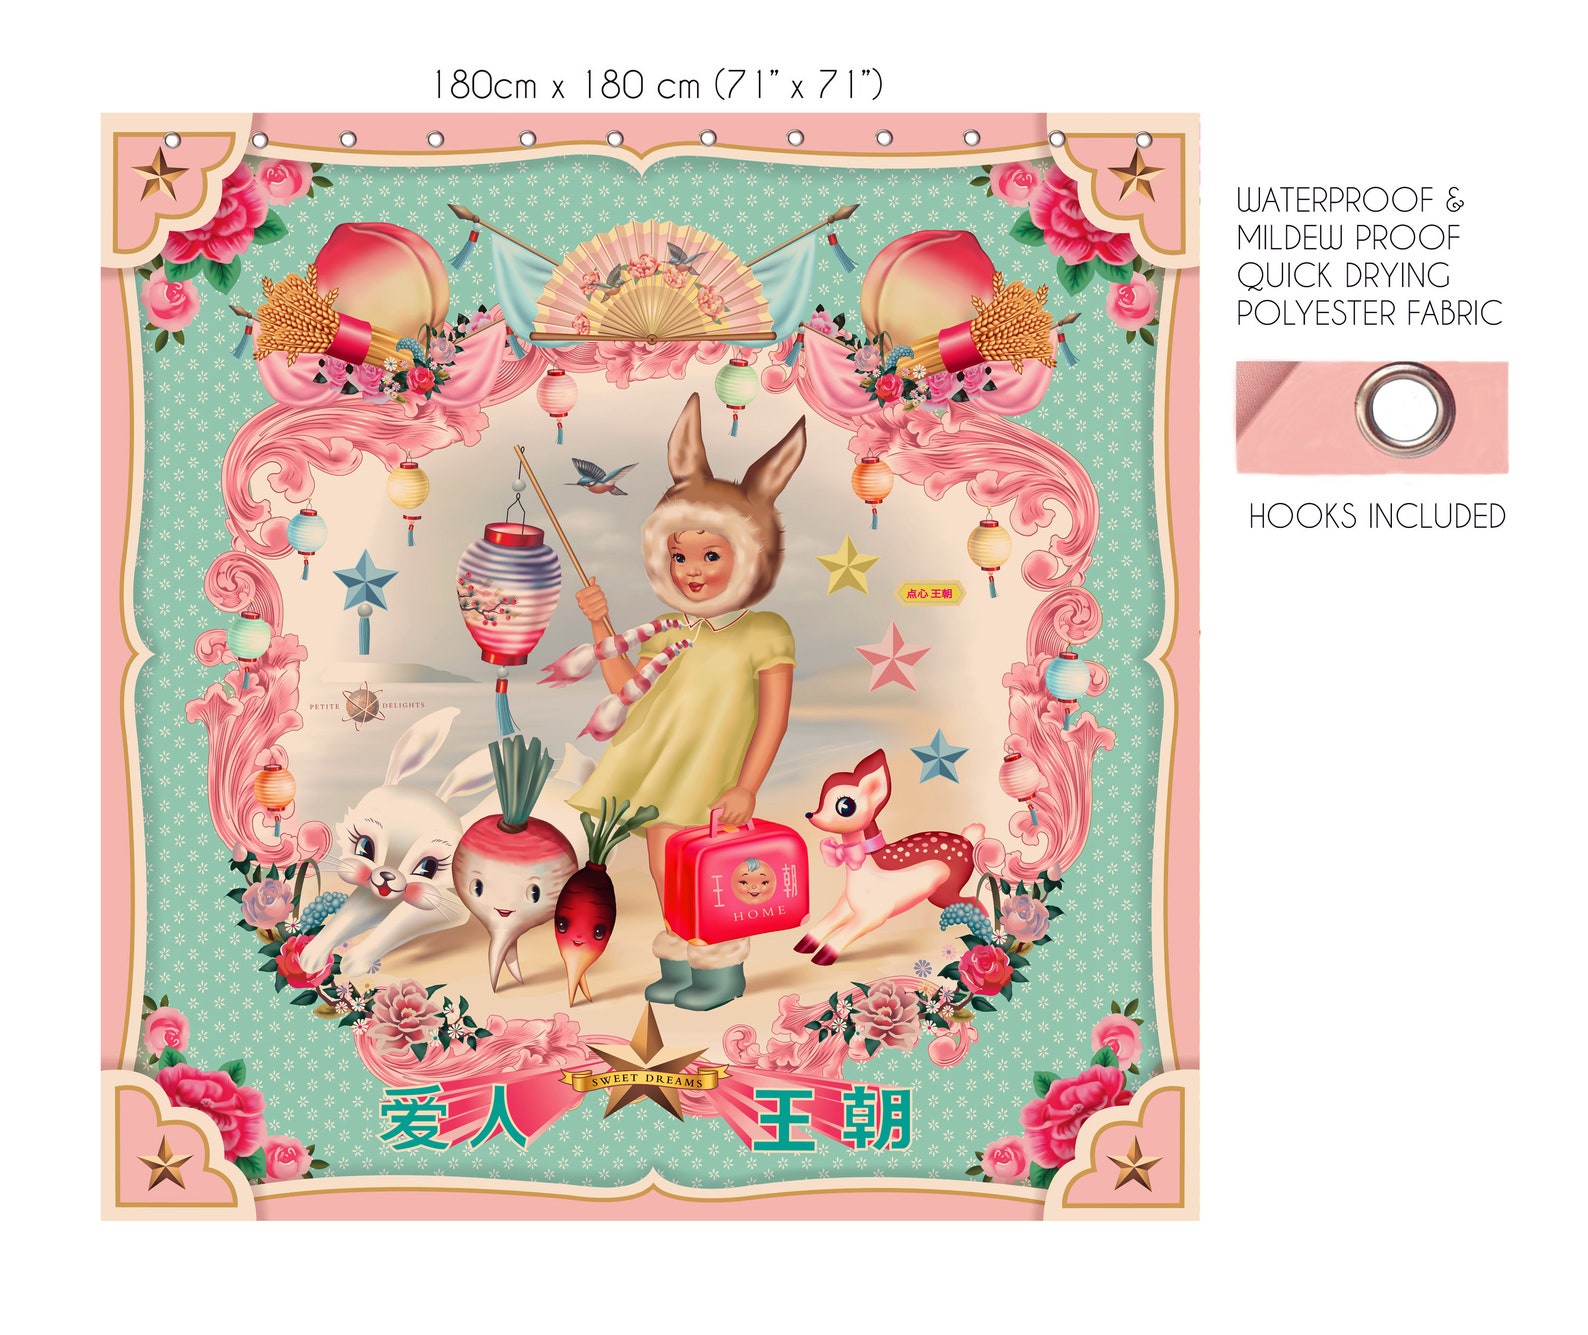 180cm x 180 cm (71” x 71”)
WATERPROOF &
MILDEW PROOF
QUICK DRYING
POLYESTER FABRIC
HOOKS INCLUDED
点心 王朝
PETITE DELIGHTS
王 朝
HOME
SWEET DREAMS
爱人 王朝